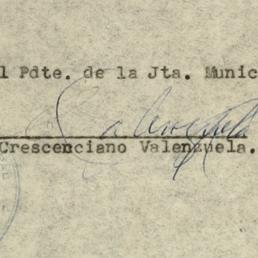 l Pdte. de la Jta. Munic
Crescenciano Valenzuela.